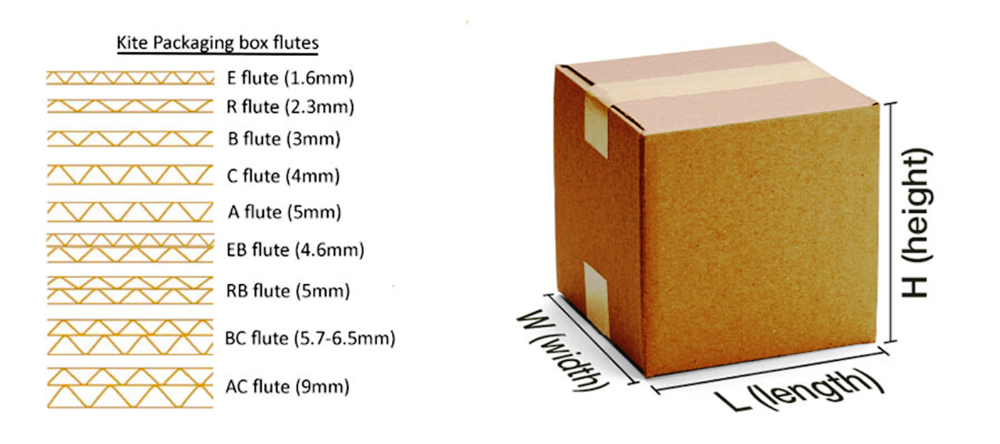 Kite Packaging box flutes
E flute (1.6mm)
R flute (2.3mm)
B flute (3mm)
C flute (4mm)
A flute (5mm)
EB flute (4.6mm)
RB flute (5mm)
BC flute (5.7-6.5mm)
AC flute (9mm)
H (height)
W (width)
L (length)